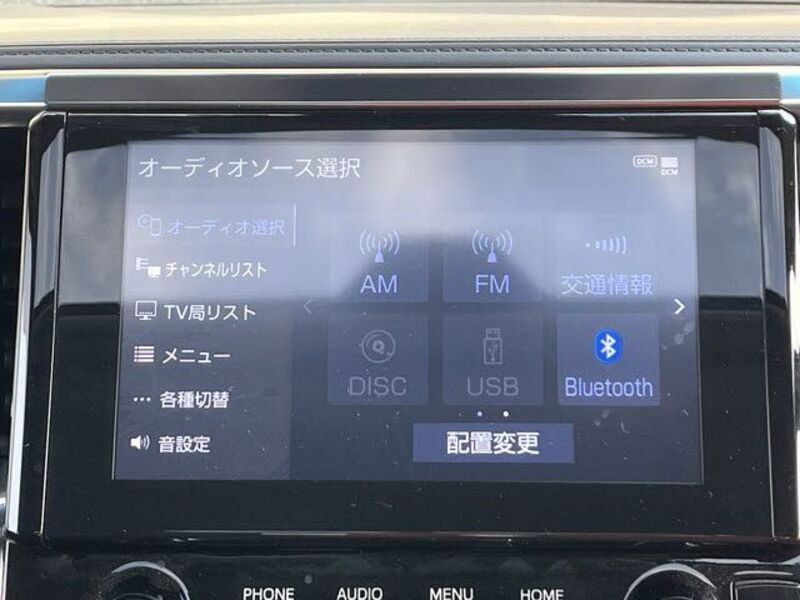 オーディオソース選択
DCM
DCM
オーディオ選択
チャンネルリスト
TV局リスト
メニュー
各種切替
音設定
AM
FM
交通情報
DISC
USB
Bluetooth
配置変更
PHONE
AUDIO
MENU
HOME